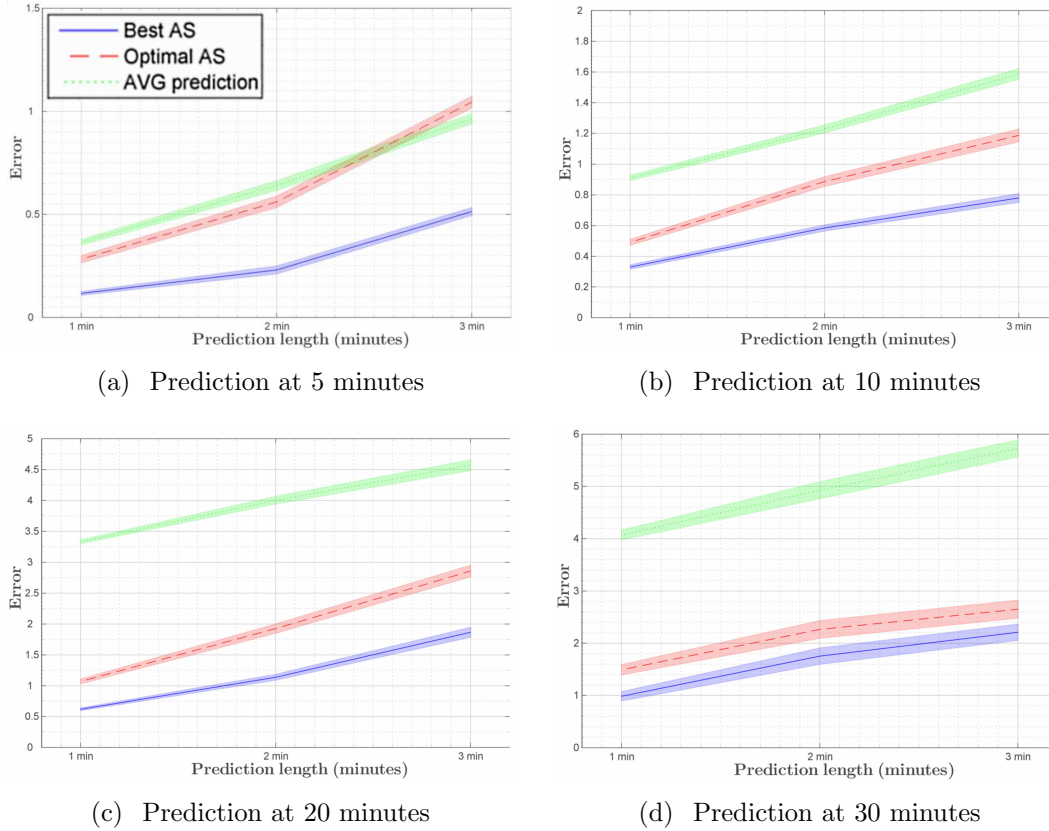 1.5
1
0.5
0
Error
Best AS
Optimal AS
AVG prediction
1 min
2 min
3 min
Prediction length (minutes)
(a) Prediction at 5 minutes
2
1.8
1.6
1.4
1.2
1
0.8
0.6
0.4
0.2
0
Error
1 min
2 min
3 min
Prediction length (minutes)
(b) Prediction at 10 minutes
5
4.5
4
3.5
3
2.5
2
1.5
1
0.5
0
Error
1 min
2 min
3 min
Prediction length (minutes)
(c) Prediction at 20 minutes
6
5
4
3
2
1
0
Error
1 min
2 min
3 min
Prediction length (minutes)
(d) Prediction at 30 minutes